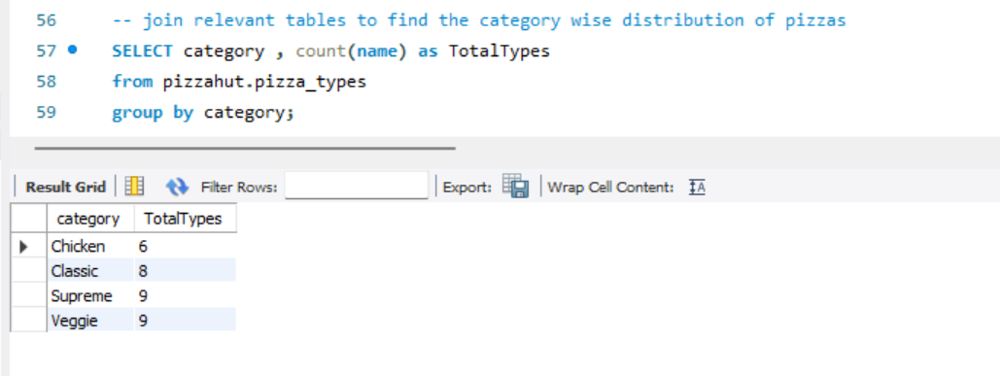 56 -- join relevant tables to find the category wise distribution of pizzas
57 SELECT category , count(name) as TotalTypes
58 from pizzahut.pizza_types
59 group by category;
Result Grid Filter Rows: Export: Wrap Cell Content: IA
category TotalTypes
Chicken 6
Classic 8
Supreme 9
Veggie 9